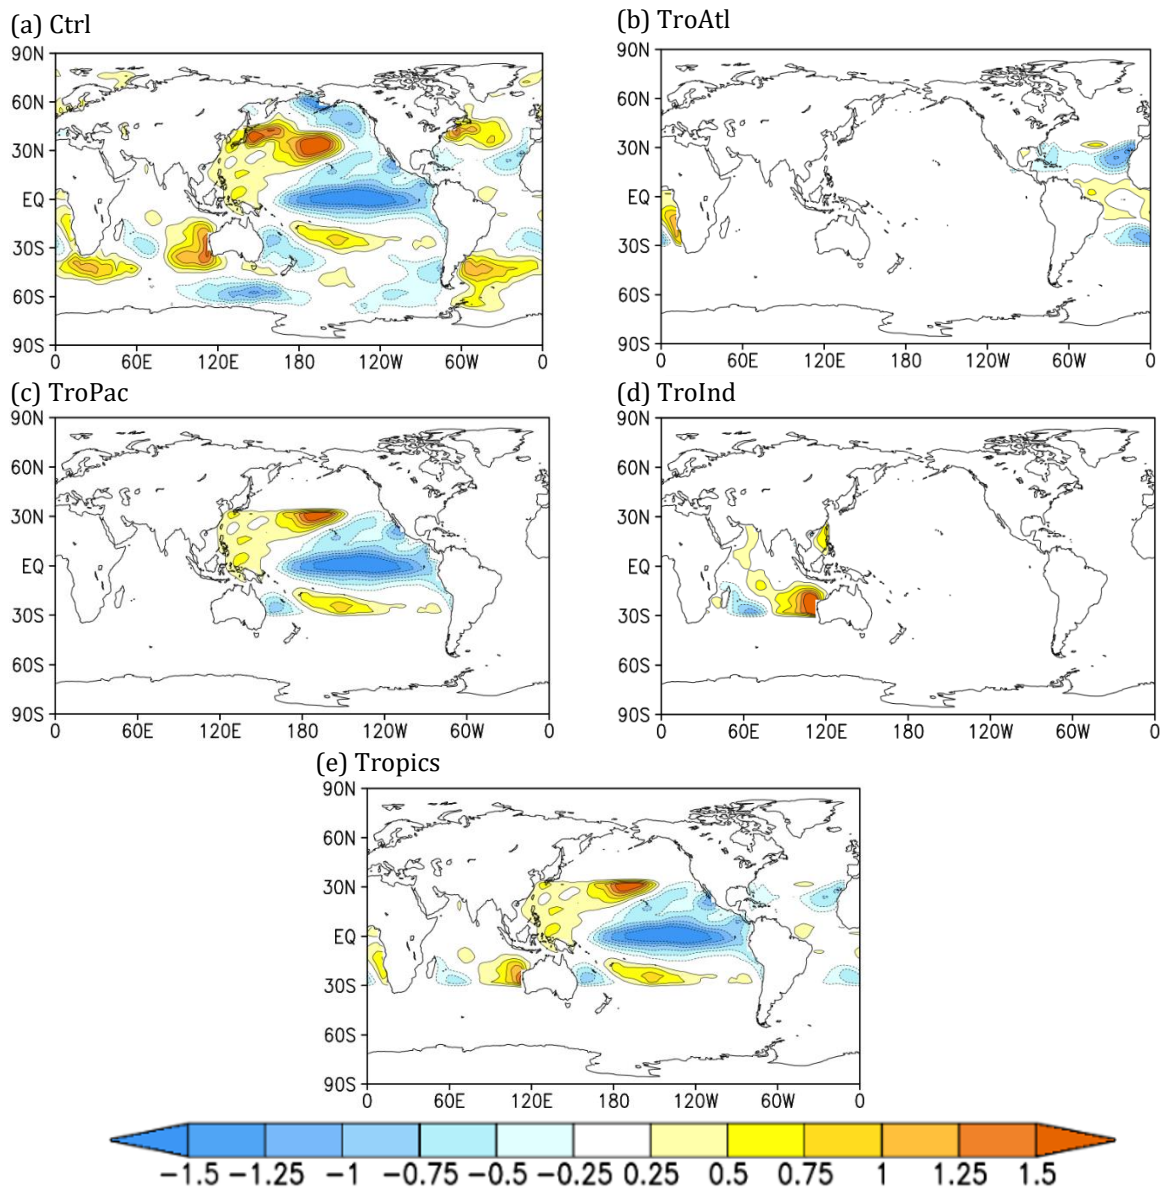 (a) Ctrl
90N
60N
30N
EQ
30S
60S
90S
0 60E 120E 180 120W 60W 0
(b) TroAtl
90N
60N
30N
EQ
30S
60S
90S
0 60E 120E 180 120W 60W 0
(c) TroPac
90N
60N
30N
EQ
30S
60S
90S
0 60E 120E 180 120W 60W 0
(d) TroInd
90N
60N
30N
EQ
30S
60S
90S
0 60E 120E 180 120W 60W 0
(e) Tropics
90N
60N
30N
EQ
30S
60S
90S
0 60E 120E 180 120W 60W 0
−1.5 −1.25 −1 −0.75 −0.5 −0.25 0.25 0.5 0.75 1 1.25 1.5